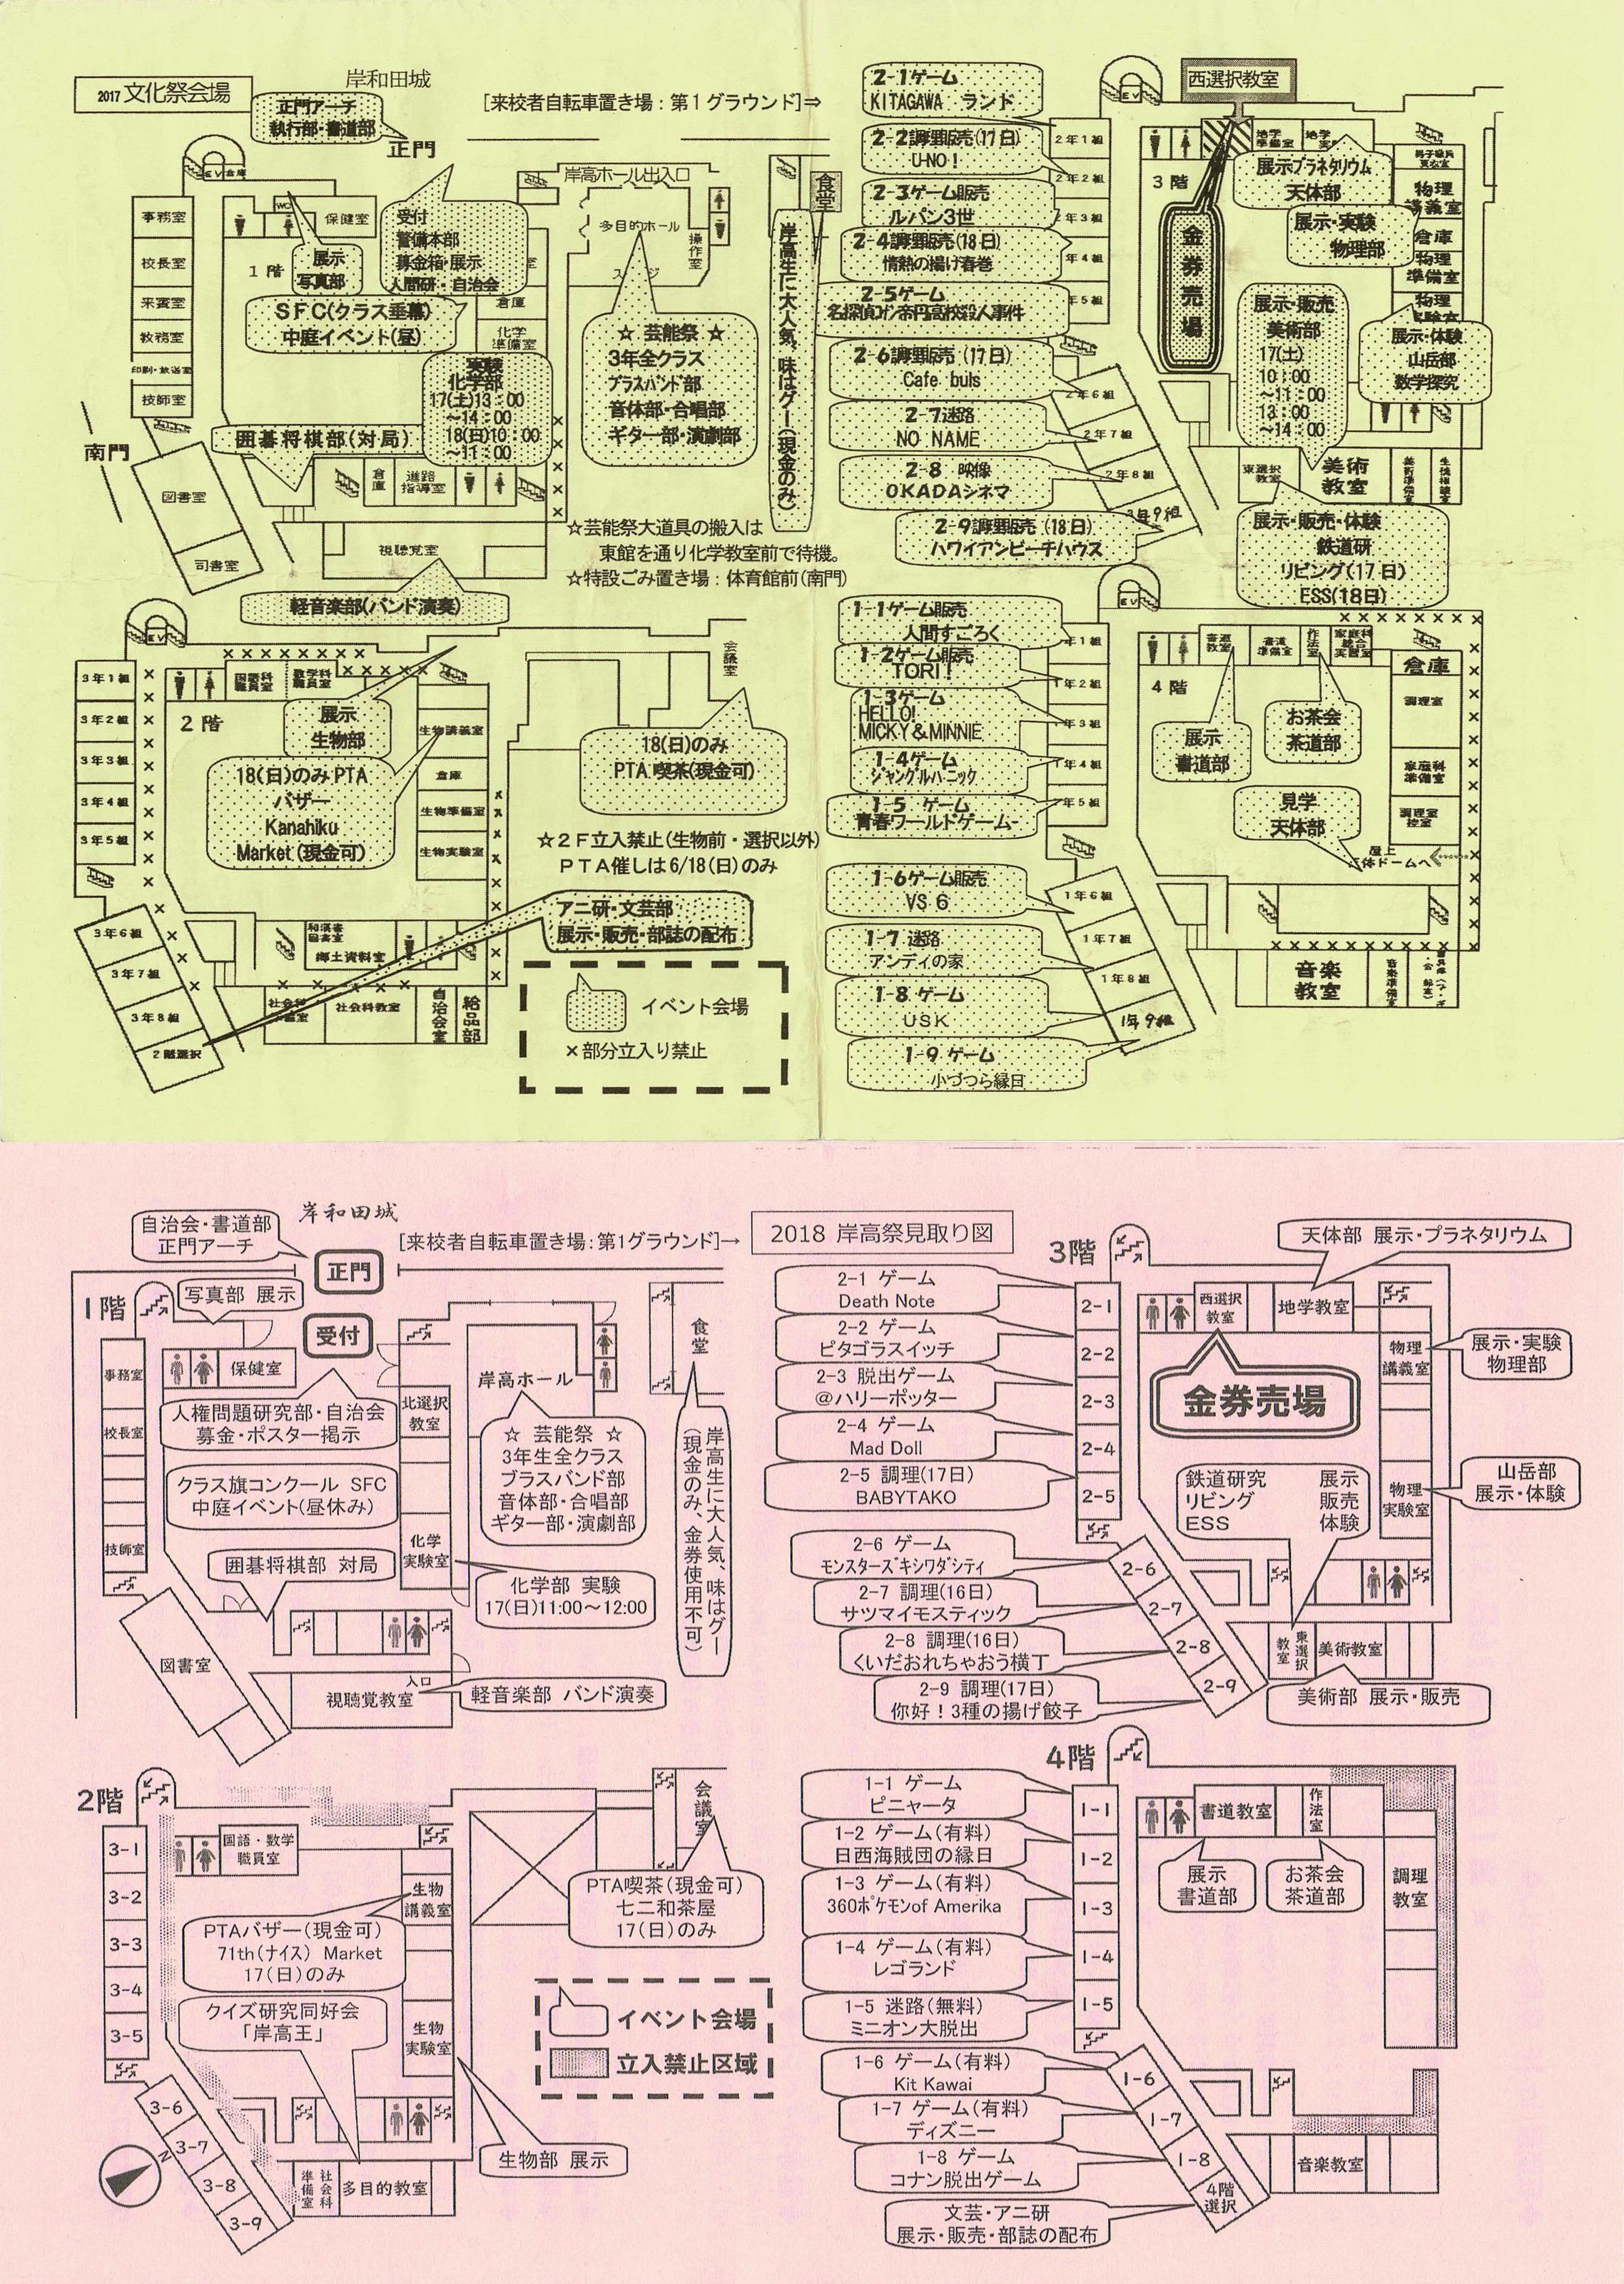 2017 文化祭会場
岸和田城
正門アーチ
執行部・書道部
正門
[来校者自転車置き場：第１グラウンド]⇒
EV
倉庫
事務室
校長室
来賓室
教務室
印刷・放送室
技師室
南門
図書室
司書室
WC
保健室
1 階
展示
写真部
受付
警備本部
募金箱・展示
人間研・自治会
SFC(クラス垂幕)
中庭イベント(昼)
倉庫
化学
準備室
実験
化学部
17(土)13：00
～14：00
18(日)10：00
～11：00
囲碁将棋部(対局)
倉庫
進路
指導室
視聴覚室
軽音楽部(バンド演奏)
岸高ホール出入口
多目的ホール
操作室
☆ 芸能祭 ☆
3年全クラス
ブラスバンド部
音体部・合唱部
ギター部・演劇部
食堂
岸高生に大人気、味はグー(現金のみ)
☆芸能祭大道具の搬入は
東館を通り化学教室前で待機。
☆特設ごみ置き場：体育館前(南門)
EV
3年1組
3年2組
3年3組
3年4組
3年5組
3年6組
3年7組
3年8組
2階選択
国語科
職員室
数学科
職員室
2 階
展示
生物部
18(日)のみ PTA
バザー
Kanahiku
Market(現金可)
生物講義室
倉庫
生物準備室
生物実験室
和漢書
図書室
郷土資料室
社会科教室
自治会室
給品部
会議室
18(日)のみ
PTA 喫茶(現金可)
☆２F立入禁止(生物前・選択以外)
ＰＴＡ催しは6/18(日)のみ
アニ研・文芸部
展示・販売・部誌の配布
イベント会場
×部分立入り禁止
2-1ゲーム
KITAGAWA ランド
2-2調理販売(17日)
U-NO！
2-3ゲーム販売
ルパン3世
2-4調理販売(18日)
情熱の揚げ春巻
2-5ゲーム
名探偵コナン帝円高校殺人事件
2-6調理販売(17日)
Cafe buls
2-7迷路
NO NAME
2-8 映像
OKADAシネマ
2-9調理販売(18日)
ハワイアンビーチハウス
2年1組
2年2組
年3組
年4組
年5組
2年6組
2年7組
2年8組
2年9組
EV
西選択教室
3 階
金券売場
地学
準備室
地学
展示プラネタリウム
天体部
展示・実験
物理部
物理
講義室
倉庫
物理
準備室
物理
展示・体験
山岳部
数学探究
展示・販売
美術部
17(土)
10：00
～11：00
13：00
～14：00
東選択
教室
美術
教室
展示・販売・体験
鉄道研
リビング(17日)
ESS(18日)
1-1ゲーム販売
人間すごろく
1-2ゲーム販売
TORI！
1-3ゲーム
HELLO!
MICKY＆MINNIE
1-4ゲーム
ジャングルパニック
1-5 ゲーム
青春ワールドゲーム-
1-6ゲーム販売
VS 6
1-7 迷路
アンディの家
1-8 ゲーム
USK
1-9 ゲーム
小づつら縁日
年1組
1年2組
年3組
年4組
年5組
1年6組
1年7組
1年8組
1年9組
EV
4 階
書道
教室
書道
準備室
作法室
家庭科
総合
実習室
倉庫
調理室
家庭科
準備室
調理室
控室
展示
書道部
お茶会
茶道部
見学
天体部
屋上
天体ドームへ
音楽
教室
音楽準備室
自治会・書道部
正門アーチ
岸和田城
[来校者自転車置き場：第1グラウンド]→
2018 岸高祭見取り図
正門
1階
写真部 展示
受付
事務室
校長室
技師室
保健室
人権問題研究部・自治会
募金・ポスター掲示
クラス旗コンクール SFC
中庭イベント(昼休み)
囲碁将棋部 対局
北選択
教室
化学
実験室
岸高ホール
☆ 芸能祭 ☆
3年生全クラス
ブラスバンド部
音体部・合唱部
ギター部・演劇部
化学部 実験
17(日)11:00～12:00
食堂
岸高生に大人気、味はグー
(現金のみ、金券使用不可)
図書室
入口
視聴覚教室
軽音楽部 バンド演奏
2階
3-1
3-2
3-3
3-4
3-5
3-6
3-7
3-8
3-9
N
国語・数学
職員室
生物
講義室
PTAバザー(現金可)
71th(ナイス) Market
17(日)のみ
クイズ研究同好会
「岸高王」
生物
実験室
社会科
準備室
多目的教室
生物部 展示
会議室
PTA喫茶(現金可)
七二和茶屋
17(日)のみ
イベント会場
立入禁止区域
2-1 ゲーム
Death Note
2-2 ゲーム
ピタゴラスイッチ
2-3 脱出ゲーム
@ハリーポッター
2-4 ゲーム
Mad Doll
2-5 調理(17日)
BABYTAKO
2-6 ゲーム
モンスターズキシワダシティ
2-7 調理(16日)
サツマイモスティック
2-8 調理(16日)
くいだおれちゃおう横丁
2-9 調理(17日)
你好！3種の揚げ餃子
3階
2-1
2-2
2-3
2-4
2-5
2-6
2-7
2-8
2-9
天体部 展示・プラネタリウム
西選択
教室
地学教室
金券売場
物理
講義室
展示・実験
物理部
物理
実験室
山岳部
展示・体験
鉄道研究 展示
リビング 販売
ESS 体験
東選択
教室
美術教室
美術部 展示・販売
1-1 ゲーム
ピニャータ
1-2 ゲーム(有料)
日西海賊団の縁日
1-3 ゲーム(有料)
360ポケモンof Amerika
1-4 ゲーム(有料)
レゴランド
1-5 迷路(無料)
ミニオン大脱出
1-6 ゲーム(有料)
Kit Kawai
1-7 ゲーム(有料)
ディズニー
1-8 ゲーム
コナン脱出ゲーム
文芸・アニ研
展示・販売・部誌の配布
4階
1-1
1-2
1-3
1-4
1-5
1-6
1-7
1-8
4階
選択
書道教室
作法室
展示
書道部
お茶会
茶道部
調理
教室
音楽教室